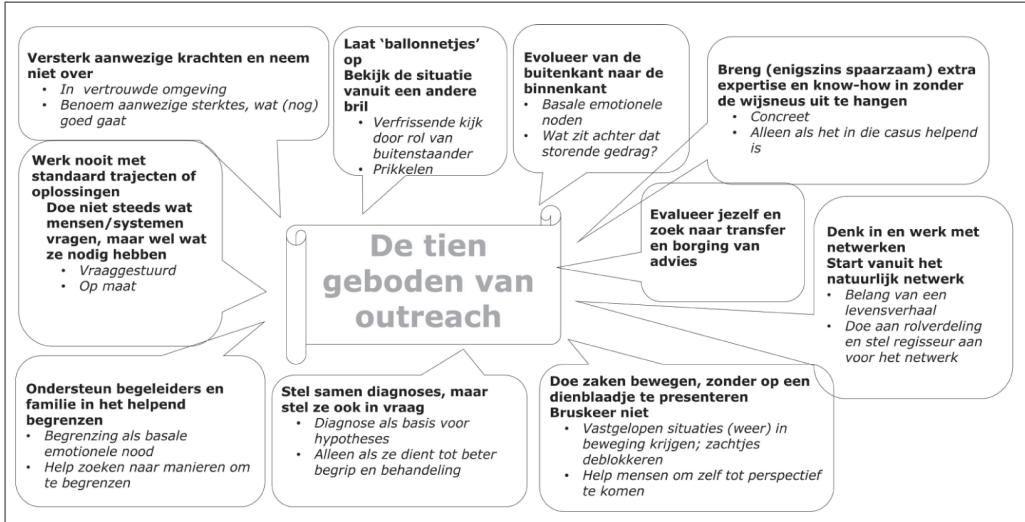 Versterk aanwezige krachten en neem
niet over
• In vertrouwde omgeving
• Benoem aanwezige sterktes, wat (nog)
goed gaat
Laat ‘ballonnetjes’
op
Bekijk de situatie
vanuit een andere
bril
• Verfrissende kijk
door rol van
buitenstaander
• Prikkelen
Evolueer van de
buitenkant naar de
binnenkant
• Basale emotionele
noden
• Wat zit achter dat
storende gedrag?
Breng (enigszins spaarzaam) extra
expertise en know-how in zonder
de wijsneus uit te hangen
• Concreet
• Alleen als het in die casus helpend
is
Werk nooit met
standaard trajecten of
oplossingen
Doe niet steeds wat
mensen/systemen
vragen, maar wel wat
ze nodig hebben
• Vraaggestuurd
• Op maat
De tien
geboden van
outreach
Evalueer jezelf en
zoek naar transfer
en borging van
advies
Denk in en werk met
netwerken
Start vanuit het
natuurlijk netwerk
• Belang van een
levensverhaal
• Doe aan rolverdeling
en stel regisseur aan
voor het netwerk
Ondersteun begeleiders en
familie in het helpend
begrenzen
• Begrenzing als basale
emotionele nood
• Help zoeken naar manieren om
te begrenzen
Stel samen diagnoses, maar
stel ze ook in vraag
• Diagnose als basis voor
hypotheses
• Alleen als ze dient tot beter
begrip en behandeling
Doe zaken bewegen, zonder op een
dienblaadje te presenteren
Bruskeer niet
• Vastgelopen situaties (weer) in
beweging krijgen; zachtjes
deblokkeren
• Help mensen om zelf tot perspectief
te komen